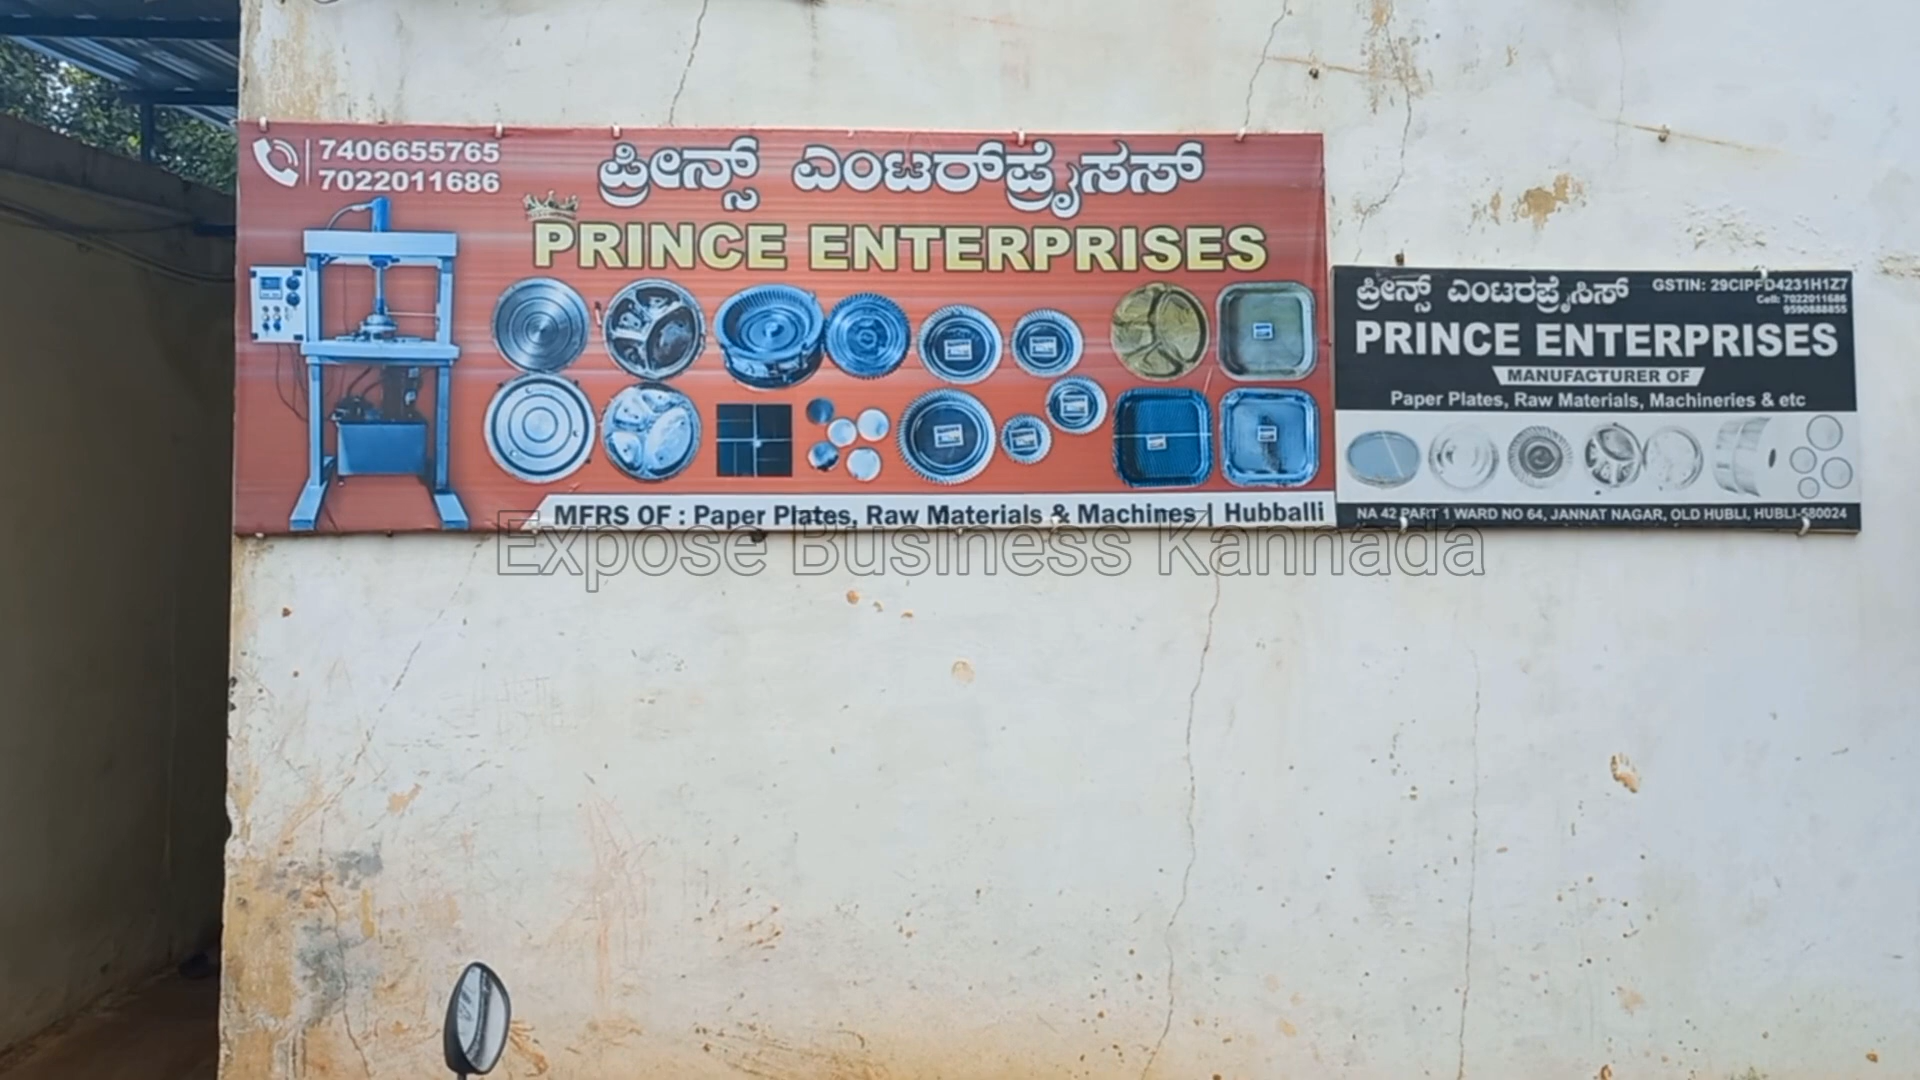 7406655765
7022011686
ಪ್ರೀನ್ಸ್ ಎಂಟರ್‌ಪ್ರೈಸಸ್
PRINCE ENTERPRISES
MFRS OF : Paper Plates, Raw Materials & Machines | Hubballi
ಪ್ರೀನ್ಸ್ ಎಂಟರಪ್ರೈಸಿಸ್
GSTIN: 29CIPFD4231H1Z7
Cell: 7022011686
9590888855
PRINCE ENTERPRISES
MANUFACTURER OF
Paper Plates, Raw Materials, Machineries & etc
NA 42 PART 1 WARD NO 64, JANNAT NAGAR, OLD HUBLI, HUBLI-580024
Expose Business Kannada